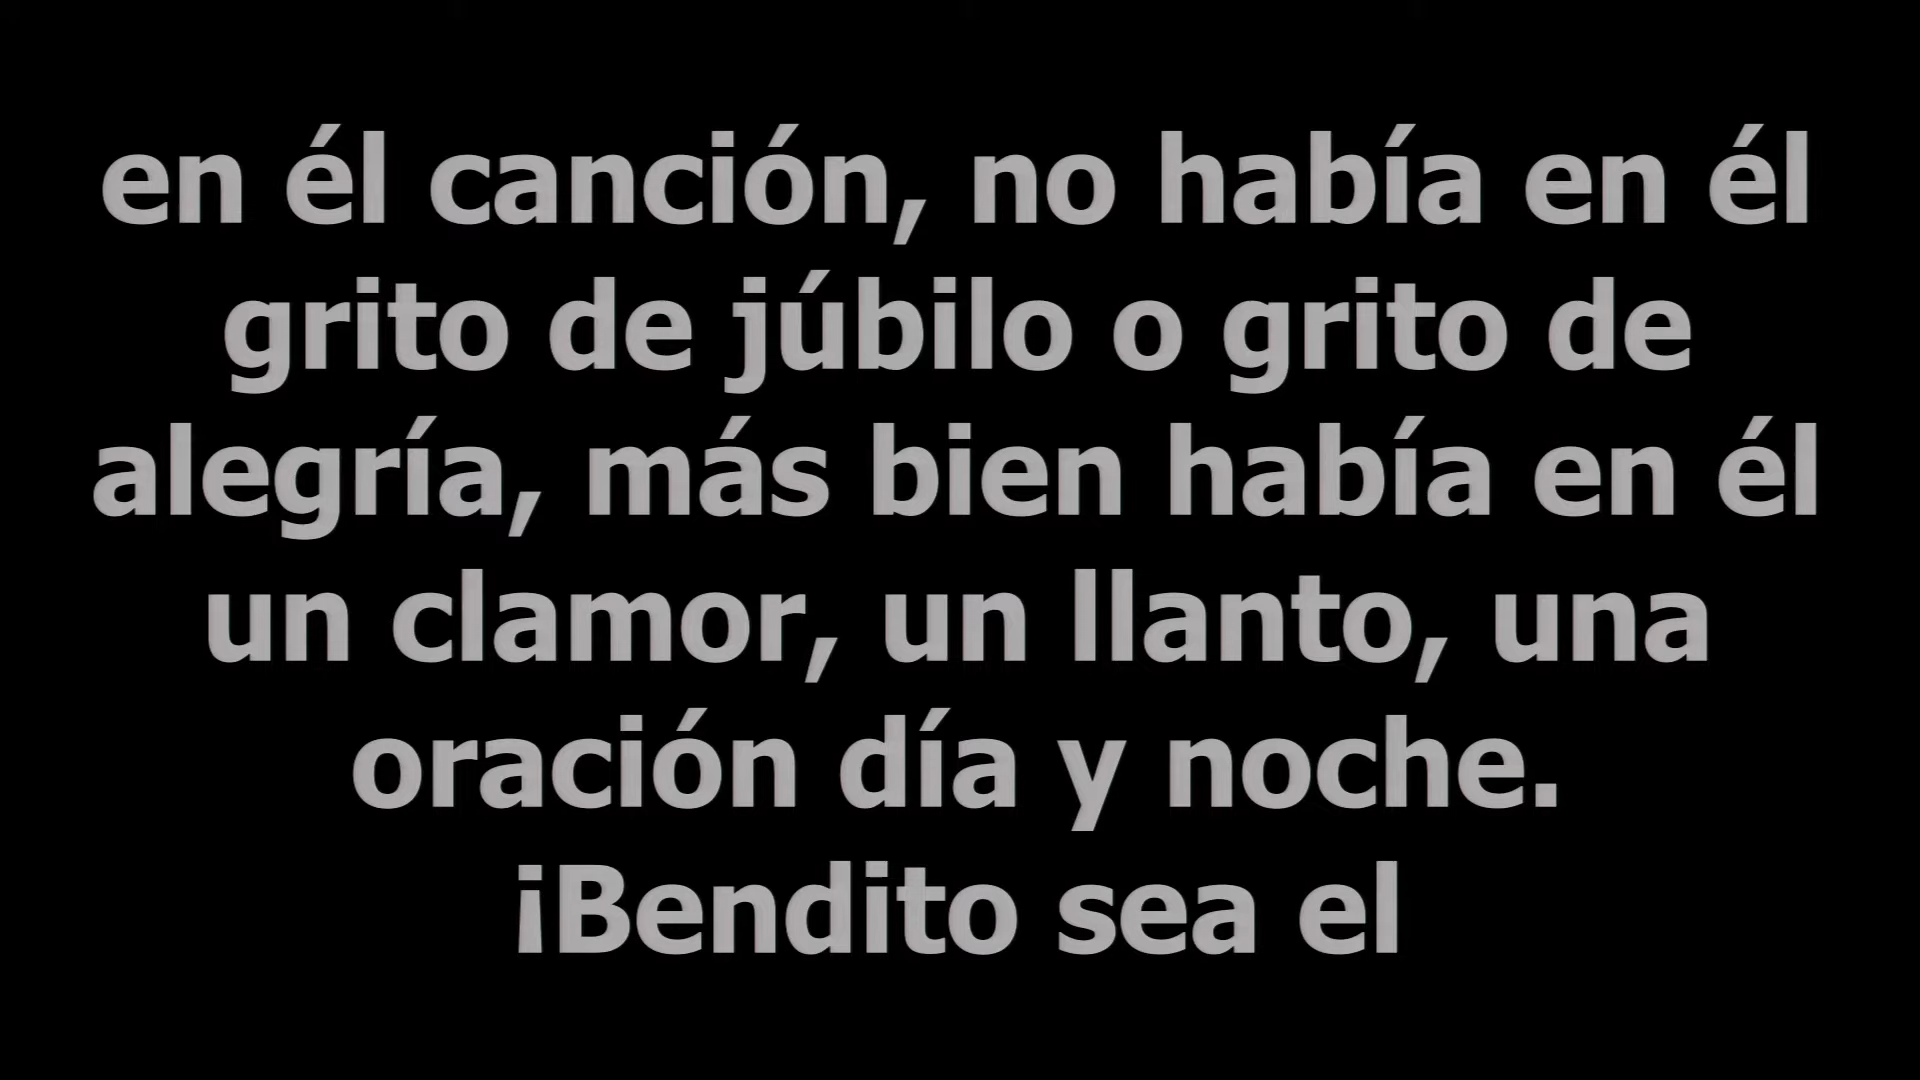 en él canción, no había en él
grito de júbilo o grito de
alegría, más bien había en él
un clamor, un llanto, una
oración día y noche.
¡Bendito sea el